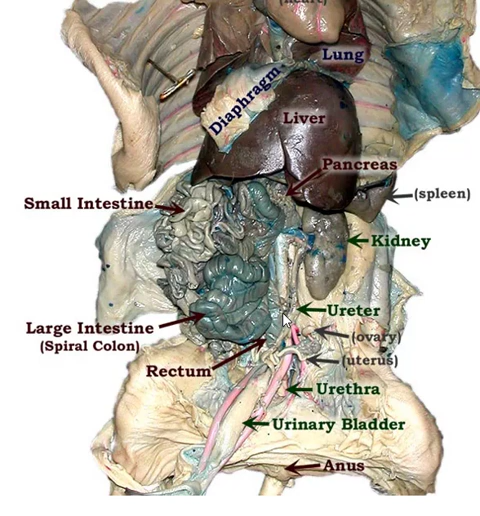 (heart)
Lung
Diaphragm
Liver
Pancreas
(spleen)
Small Intestine
Kidney
Ureter
Large Intestine
(Spiral Colon)
(ovary)
(uterus)
Rectum
Urethra
Urinary Bladder
Anus